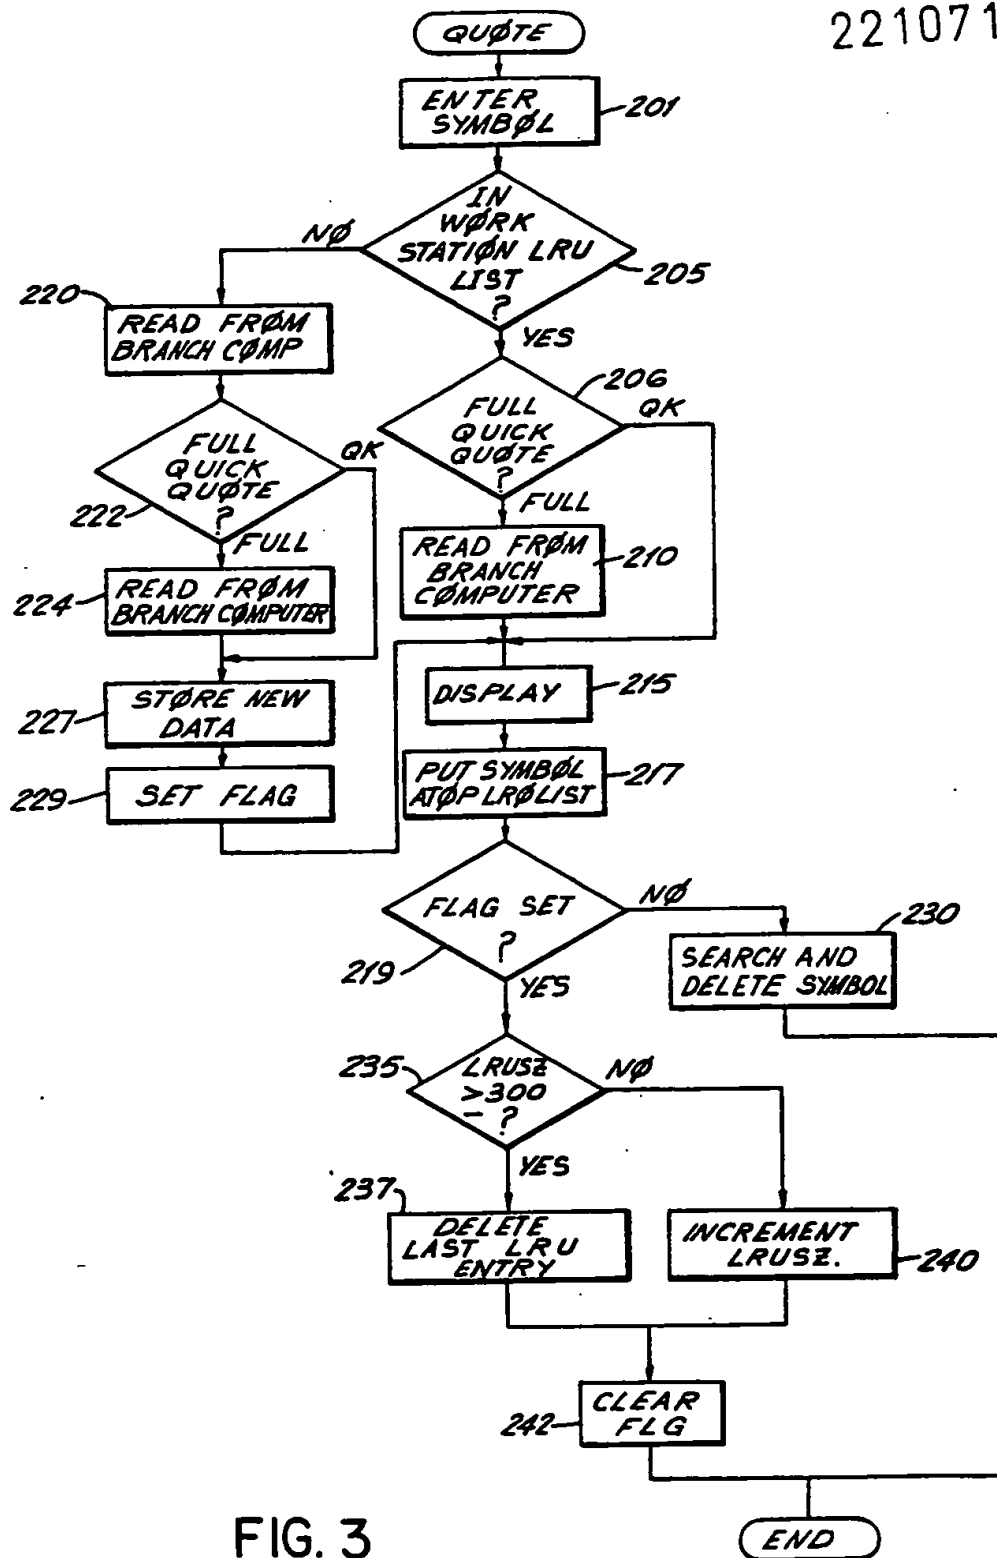 221071
QUØTE
ENTER
SYMBØL
201
IN
WØRK
STATIØN LRU
LIST
?
205
NØ
YES
220
READ FRØM
BRANCH CØMP
206
FULL
QUICK
QUØTE
?
QK
FULL
FULL
QUICK
QUØTE
?
222
QK
FULL
READ FRØM
BRANCH
CØMPUTER
210
224
READ FRØM
BRANCH CØMPUTER
DISPLAY
215
227
STØRE NEW
DATA
PUT SYMBØL
ATØP LRØ LIST
217
229
SET FLAG
FLAG SET
?
219
NØ
YES
230
SEARCH AND
DELETE SYMBOL
235
LRUSZ
>300
– ?
NØ
YES
237
DELETE
LAST LRU
ENTRY
INCREMENT
LRUSZ.
240
242
CLEAR
FLG
END
FIG. 3